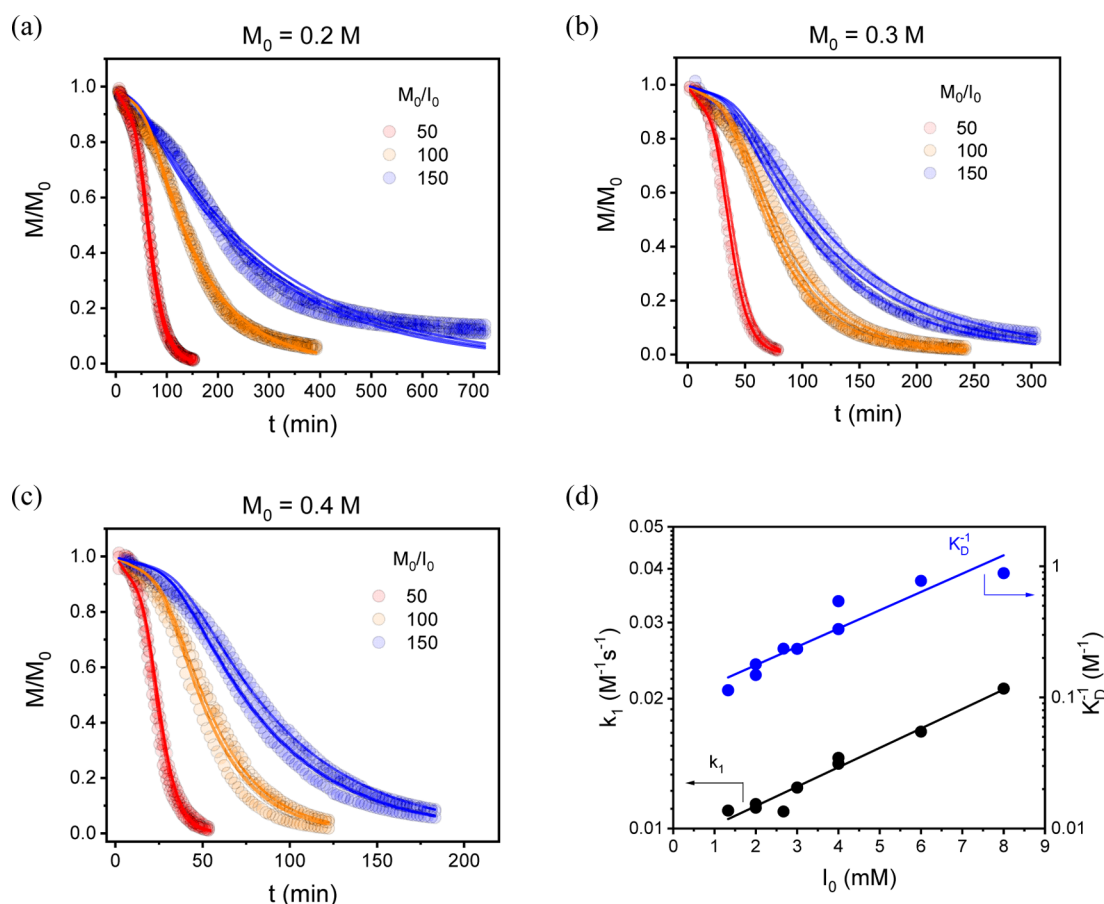 (a)
M₀ = 0.2 M
M/M₀
1.0
0.8
0.6
0.4
0.2
0.0
M₀/I₀
50
100
150
0 100 200 300 400 500 600 700
t (min)
(b)
M₀ = 0.3 M
M/M₀
1.0
0.8
0.6
0.4
0.2
0.0
M₀/I₀
50
100
150
0 50 100 150 200 250 300
t (min)
(c)
M₀ = 0.4 M
M/M₀
1.0
0.8
0.6
0.4
0.2
0.0
M₀/I₀
50
100
150
0 50 100 150 200
t (min)
(d)
k₁ (M⁻¹s⁻¹)
0.05
0.04
0.03
0.02
0.01
K_D⁻¹
k₁
1
0.1
0.01
K_D⁻¹ (M⁻¹)
0 1 2 3 4 5 6 7 8 9
I₀ (mM)